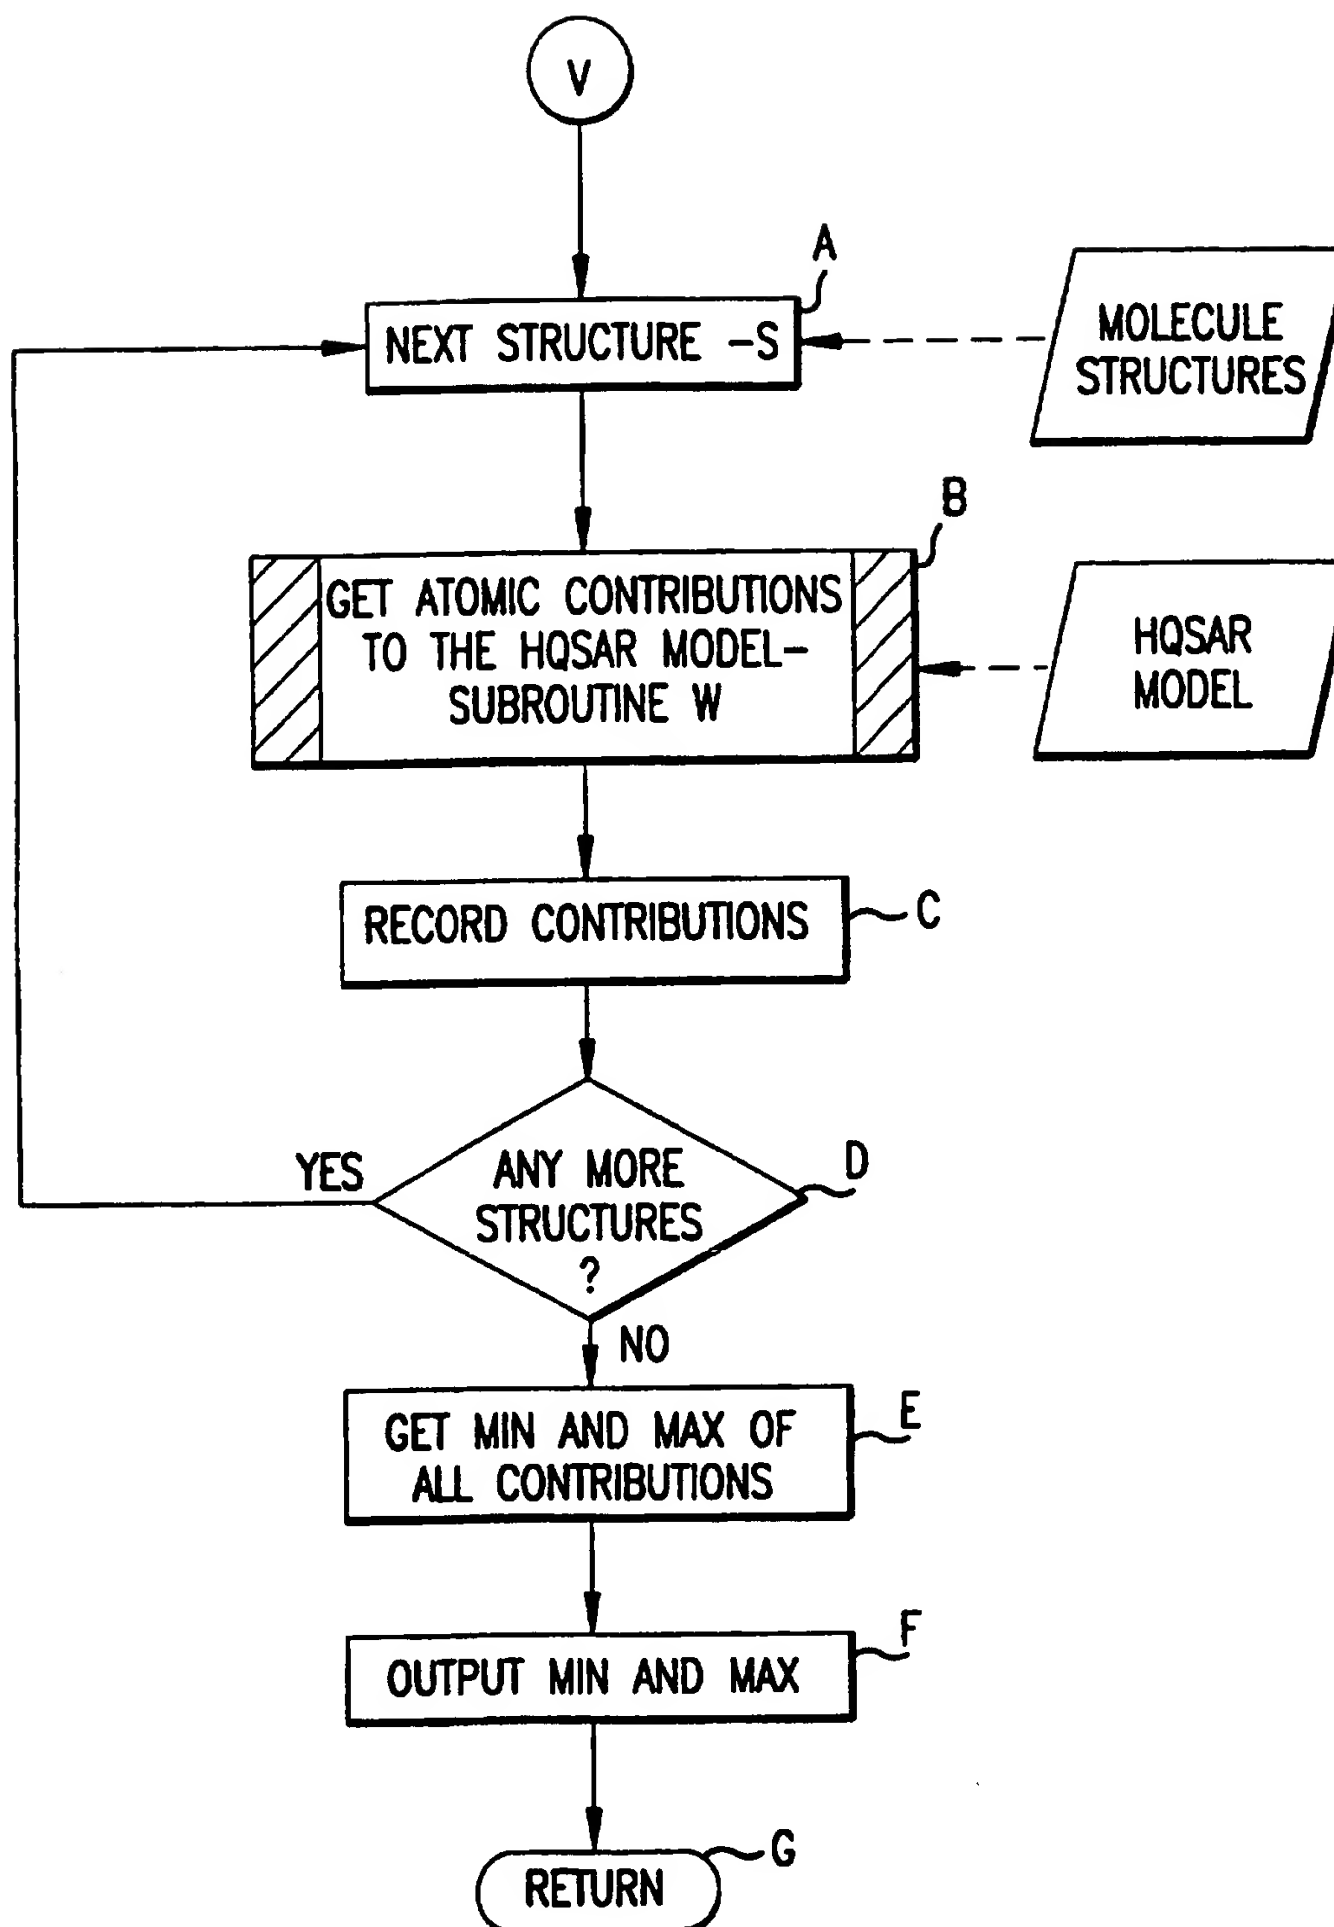 V
A
NEXT STRUCTURE -S
MOLECULE
STRUCTURES
B
GET ATOMIC CONTRIBUTIONS
TO THE HQSAR MODEL-
SUBROUTINE W
HQSAR
MODEL
RECORD CONTRIBUTIONS
C
YES
ANY MORE
STRUCTURES
?
D
NO
GET MIN AND MAX OF
ALL CONTRIBUTIONS
E
OUTPUT MIN AND MAX
F
RETURN
G